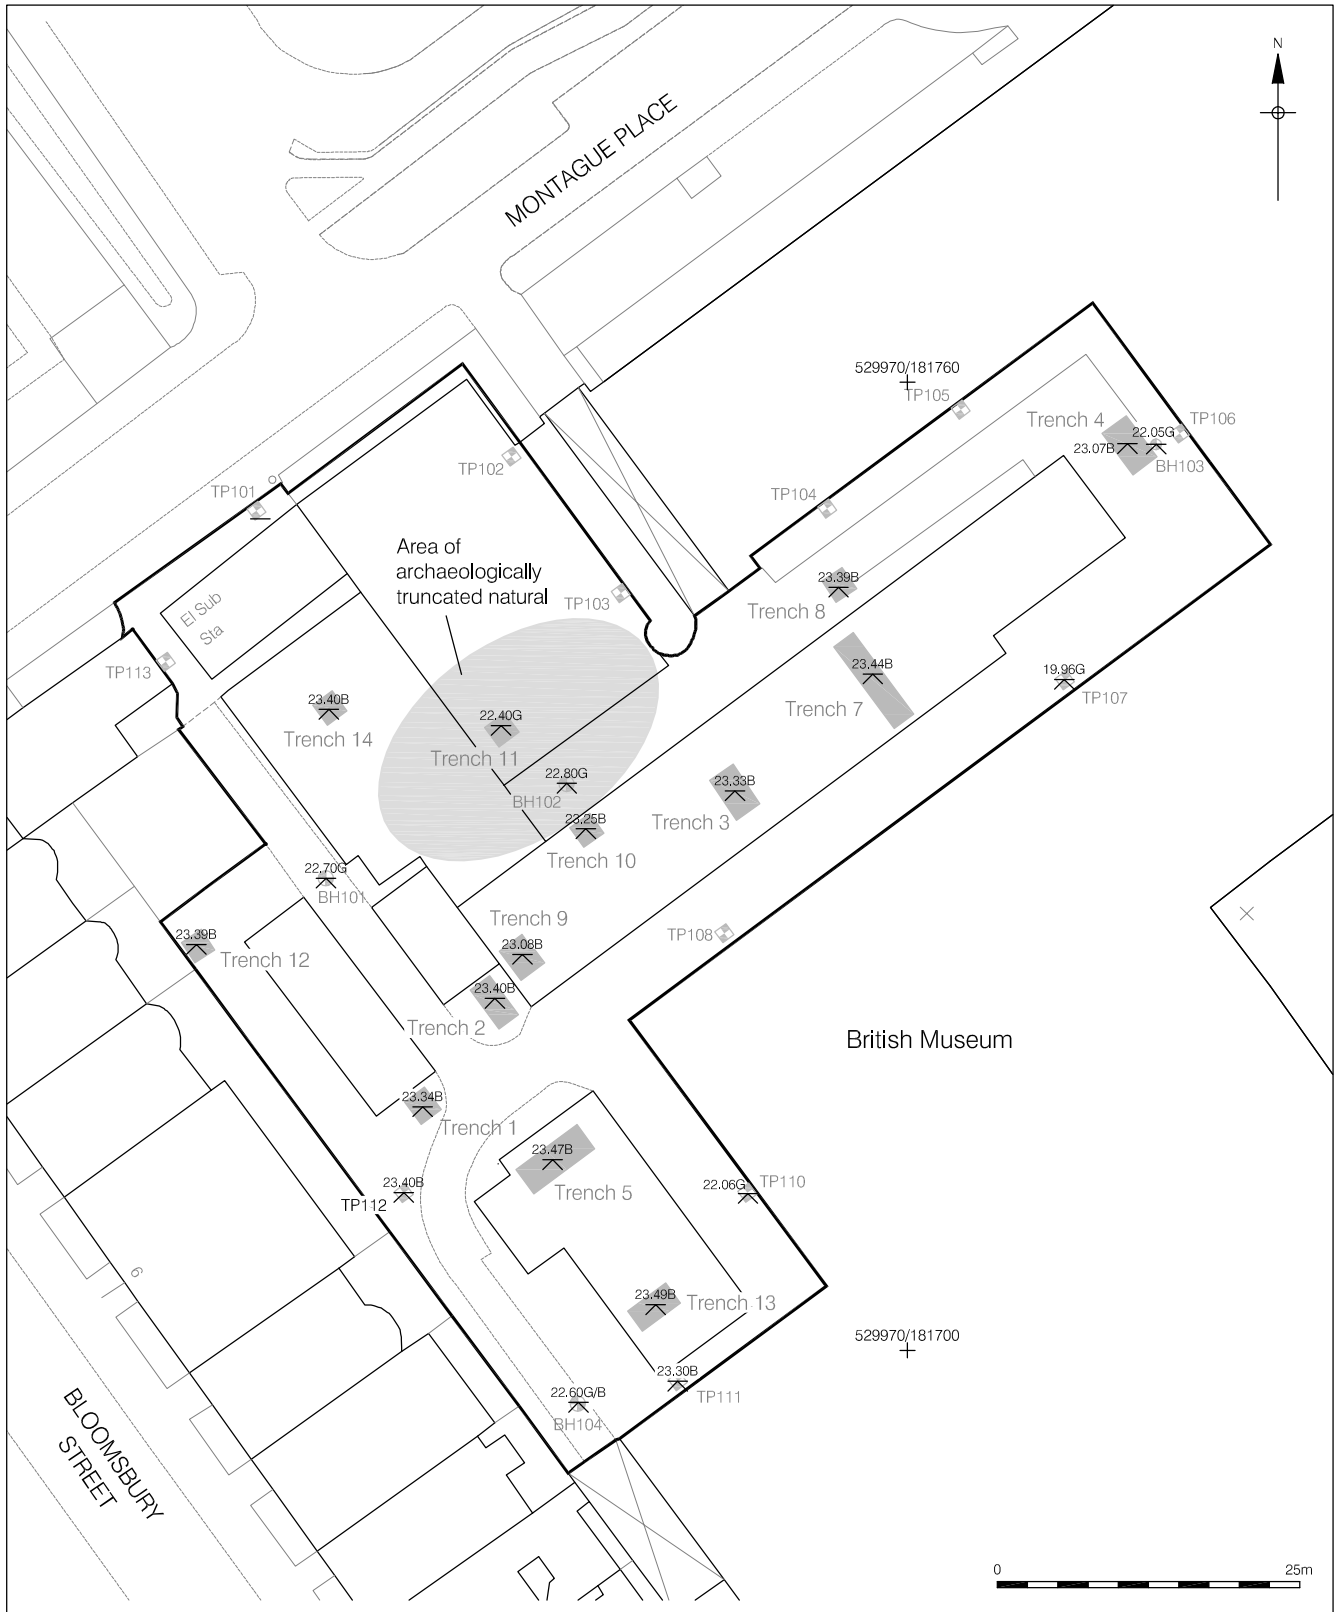 N
MONTAGUE PLACE
529970/181760
TP105
Trench 4
TP106
22.05G
23.07B
BH103
TP102
TP101
TP104
Area of
archaeologically
truncated natural
23.39B
Trench 8
TP103
El Sub
Sta
TP113
23.44B
Trench 7
19.96G
TP107
23.40B
Trench 14
22.40G
Trench 11
22.80G
BH102
23.33B
Trench 3
23.25B
Trench 10
22.70G
BH101
Trench 9
TP108
23.39B
Trench 12
23.08B
23.40B
Trench 2
British Museum
23.34B
Trench 1
23.47B
Trench 5
23.40B
TP112
22.06G
TP110
6
23.49B
Trench 13
529970/181700
23.30B
TP111
22.60G/B
BH104
BLOOMSBURY
STREET
0 25m